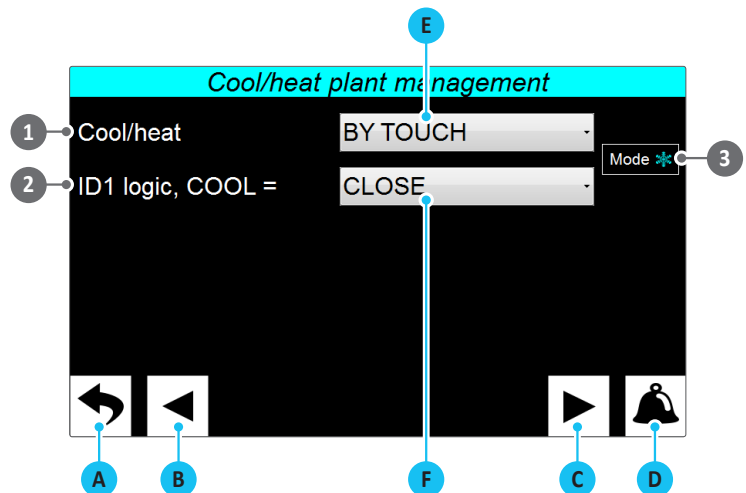 E
Cool/heat plant management
1 Cool/heat BY TOUCH
Mode 3
2 ID1 logic, COOL = CLOSE
A B F C D